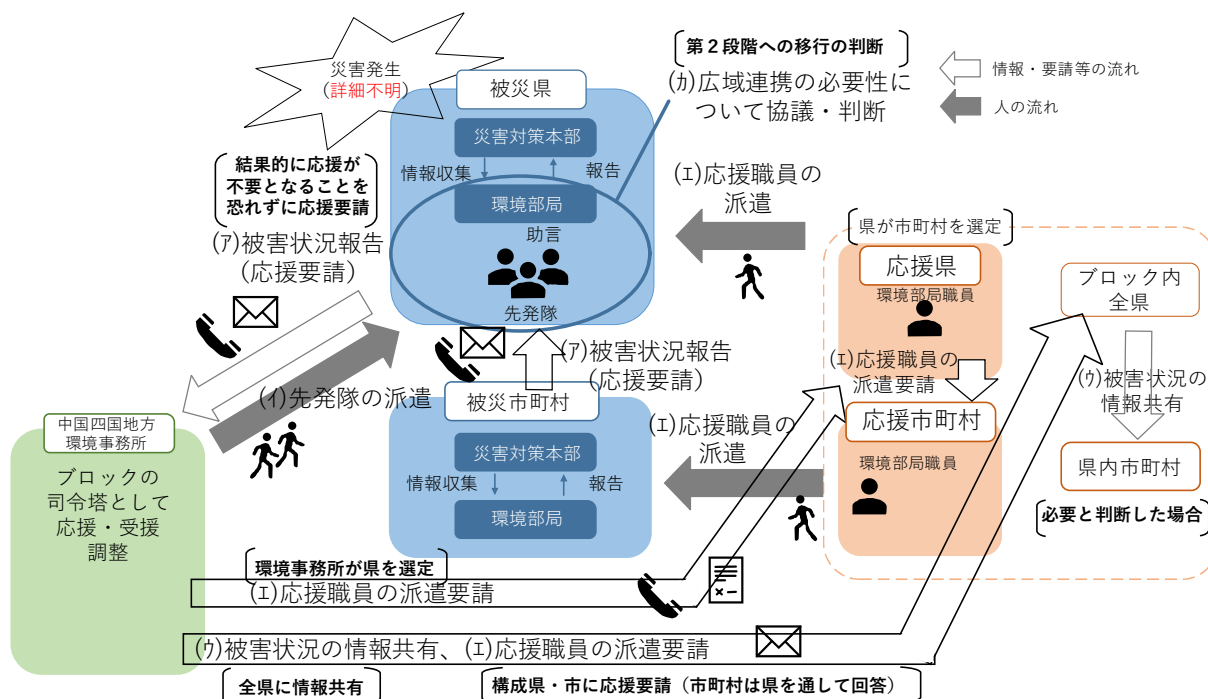 災害発生
(詳細不明)
被災県
災害対策本部
情報収集
報告
環境部局
助言
先発隊
第２段階への移行の判断
(ｶ)広域連携の必要性に
ついて協議・判断
情報・要請等の流れ
人の流れ
結果的に応援が
不要となることを
恐れずに応援要請
(ｱ)被害状況報告
(応援要請)
(ｲ)先発隊の派遣
(ｱ)被害状況報告
(応援要請)
(ｴ)応援職員の
派遣
県が市町村を選定
応援県
環境部局職員
(ｴ)応援職員の
派遣要請
応援市町村
環境部局職員
ブロック内
全県
(ｳ)被害状況の
情報共有
県内市町村
必要と判断した場合
被災市町村
災害対策本部
情報収集
報告
環境部局
(ｴ)応援職員の
派遣
中国四国地方
環境事務所
ブロックの
司令塔として
応援・受援
調整
環境事務所が県を選定
(ｴ)応援職員の派遣要請
(ｳ)被害状況の情報共有、(ｴ)応援職員の派遣要請
全県に情報共有
構成県・市に応援要請（市町村は県を通して回答）